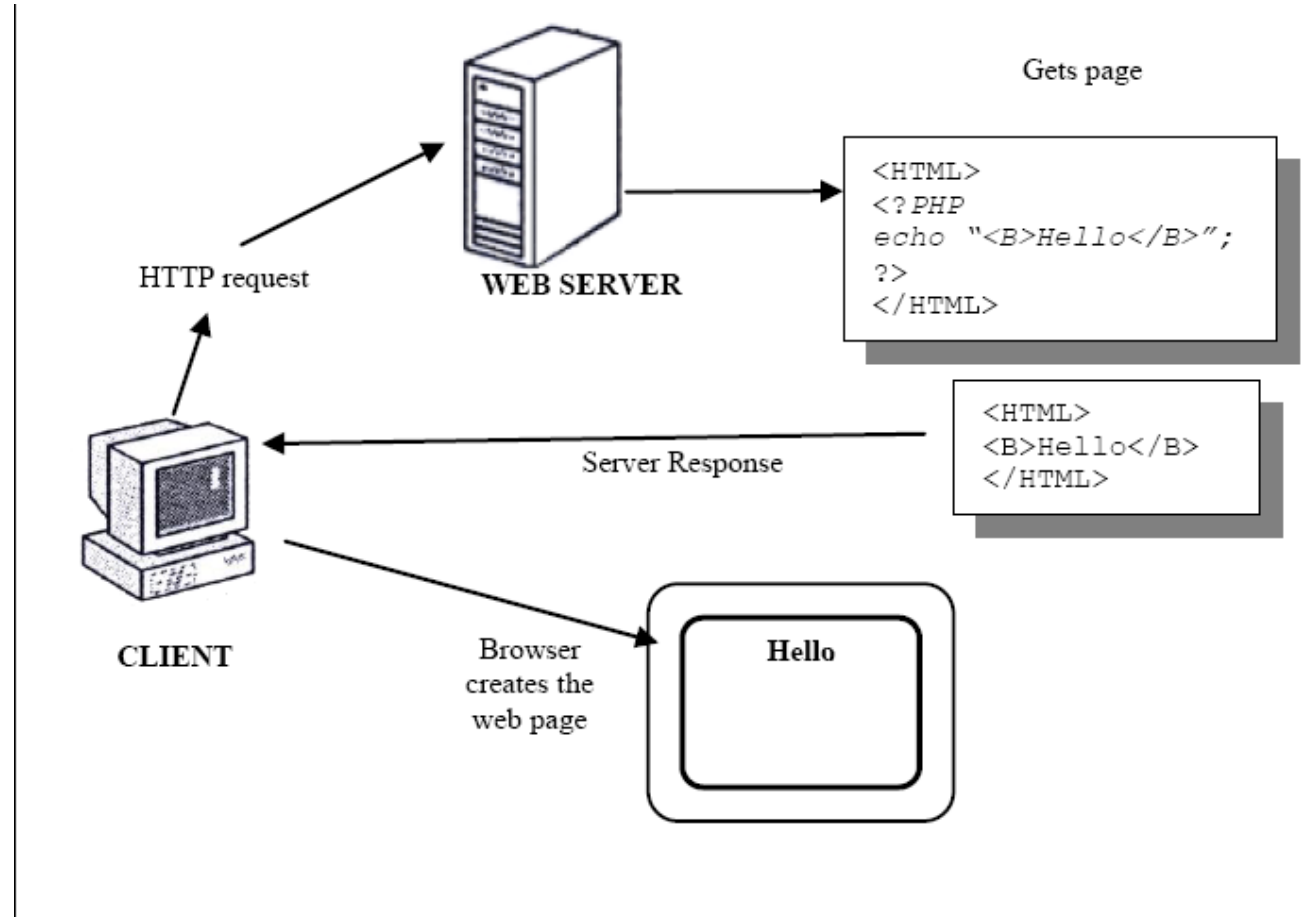 Gets page
<HTML>
<?PHP
echo “<B>Hello</B>”;
?>
</HTML>
HTTP request
WEB SERVER
<HTML>
<B>Hello</B>
</HTML>
Server Response
CLIENT
Browser
creates the
web page
Hello